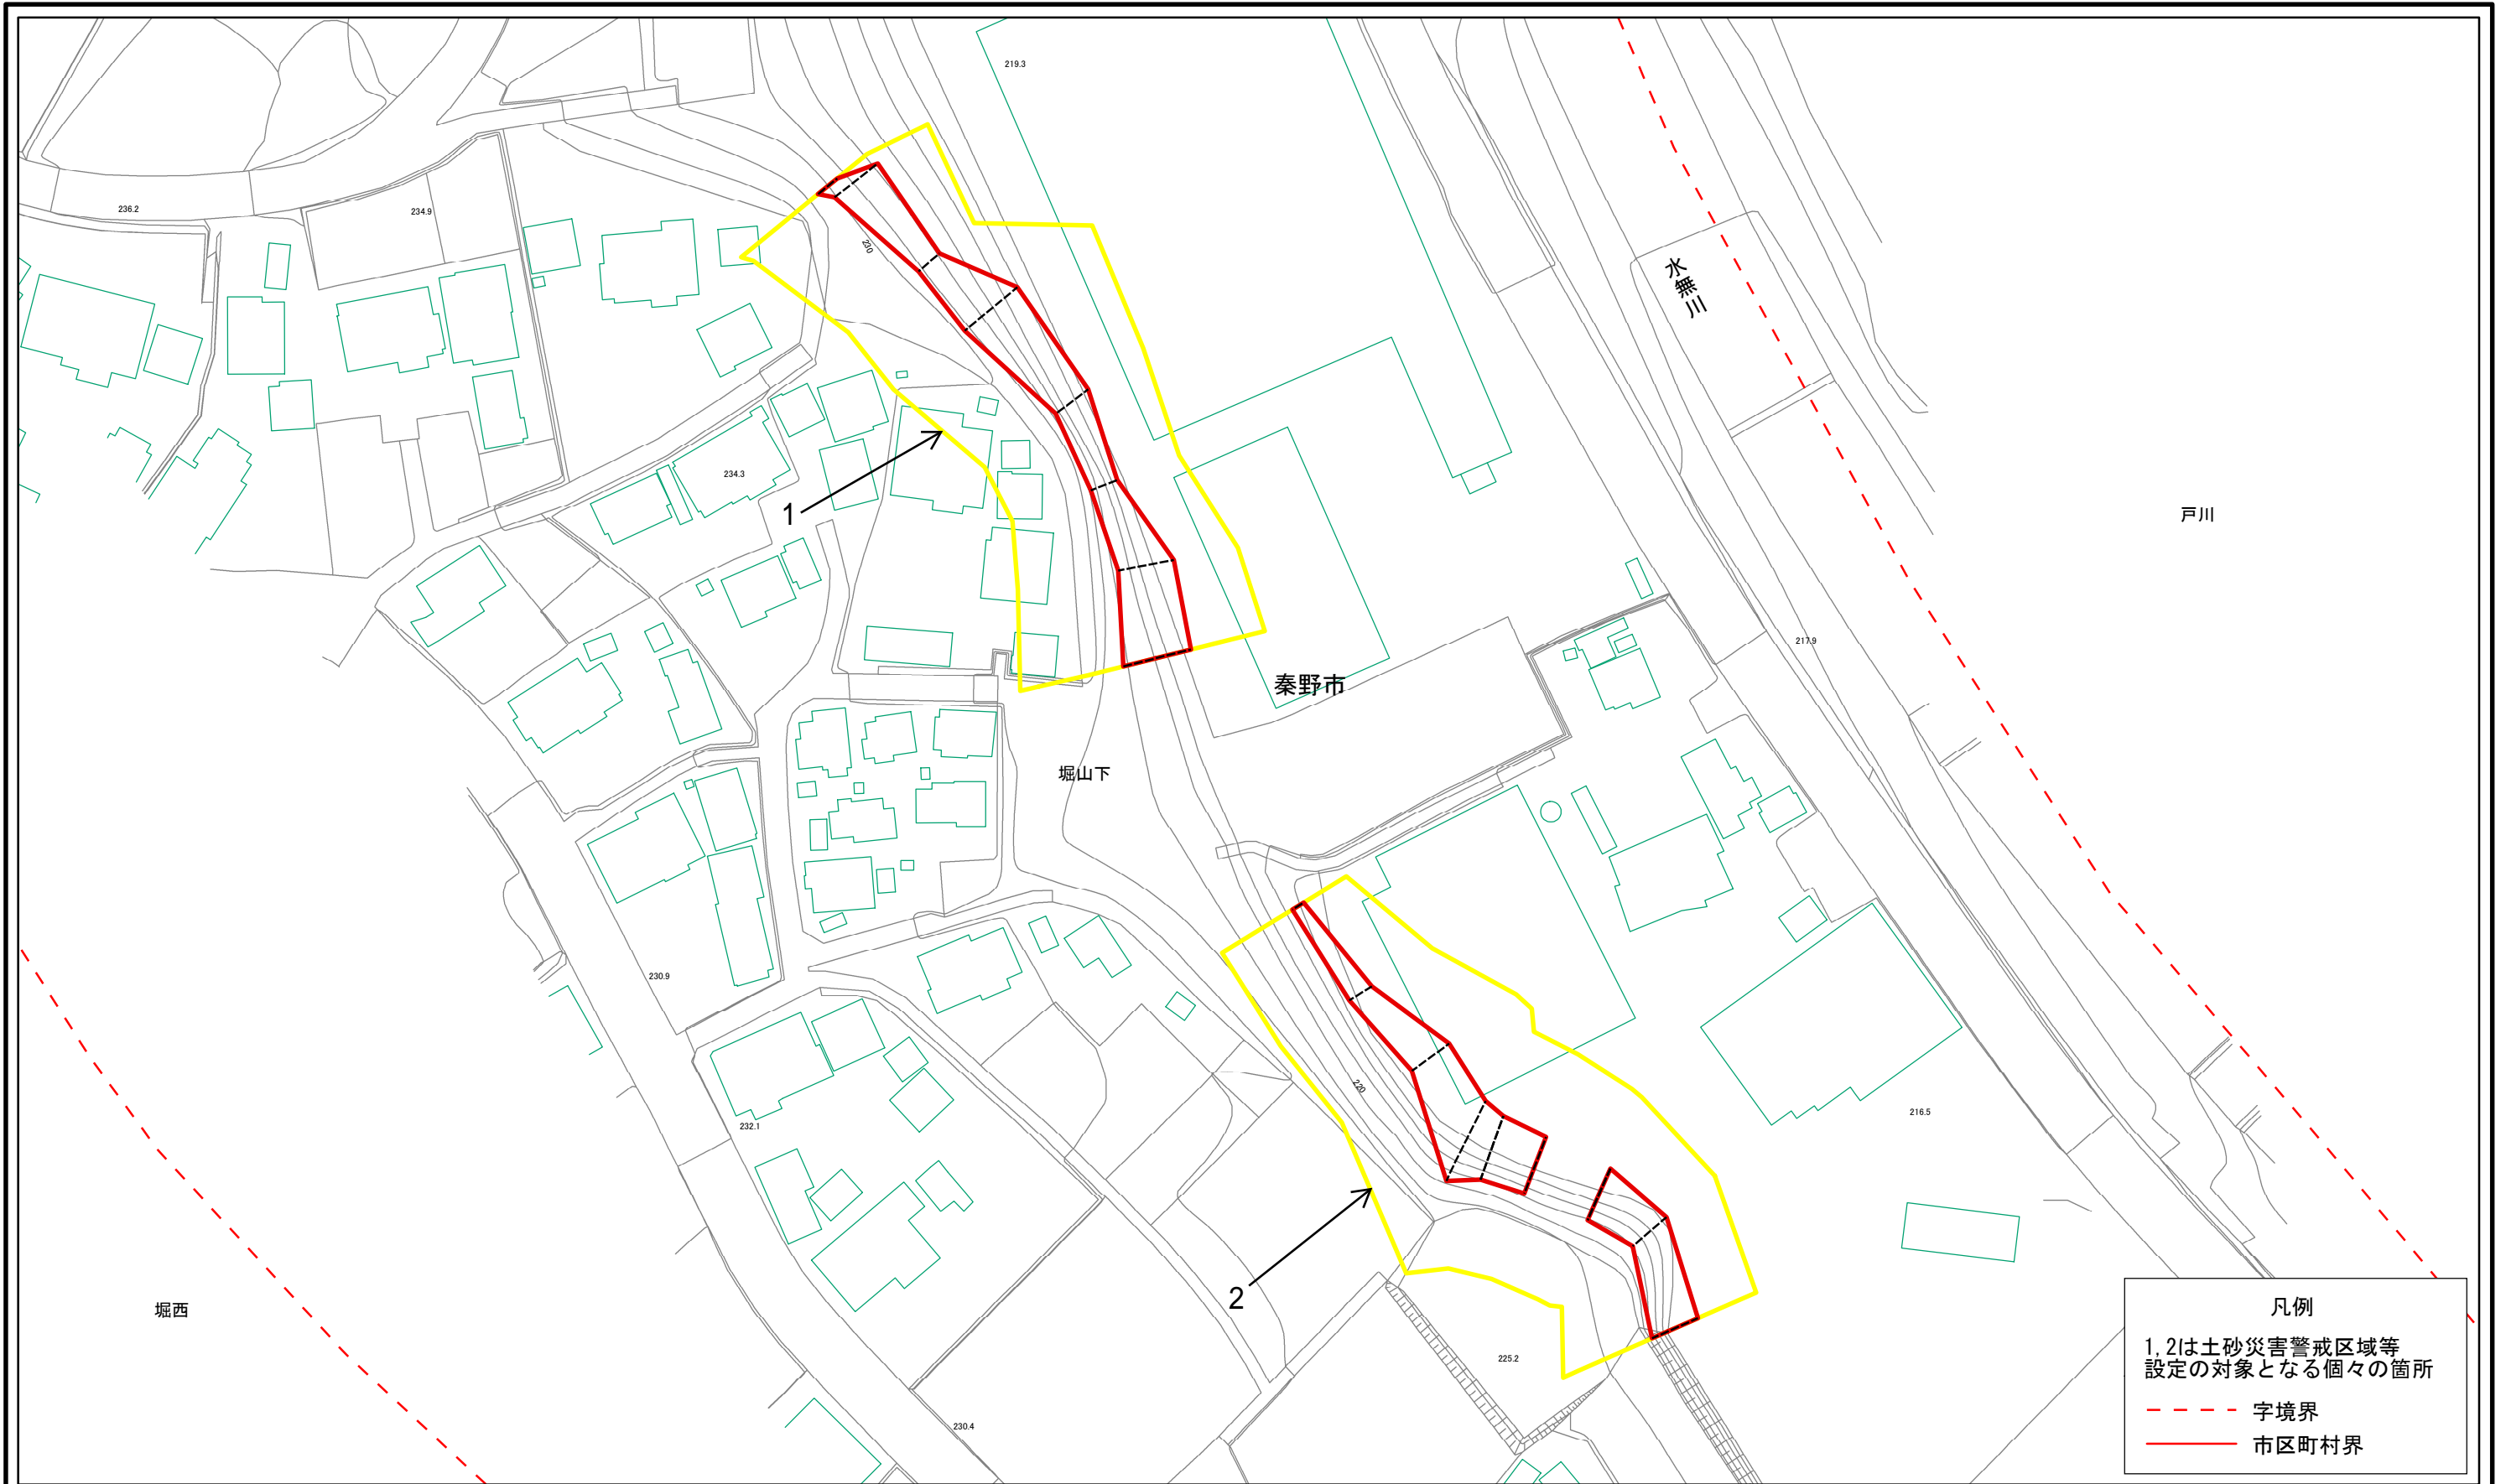 219.3
236.2
234.9
230
水無川
234.3
1
戸川
217.9
秦野市
堀山下
230.9
220
216.5
232.1
堀西
2
225.2
230.4
凡例
1,2は土砂災害警戒区域等
設定の対象となる個々の箇所
字境界
市区町村界